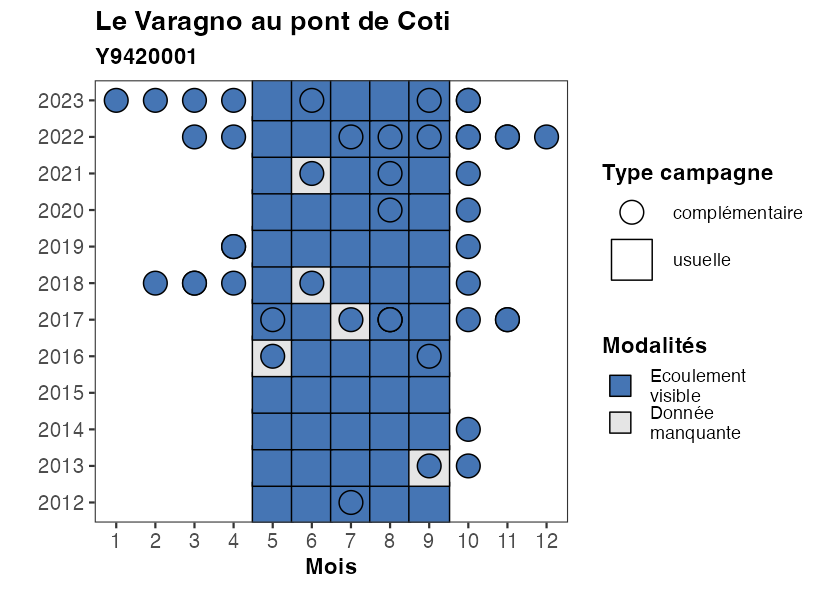 Le Varagno au pont de Coti
Y9420001
2023
2022
2021
2020
2019
2018
2017
2016
2015
2014
2013
2012
1 2 3 4 5 6 7 8 9 10 11 12
Mois
Type campagne
complémentaire
usuelle
Modalités
Ecoulement
visible
Donnée
manquante